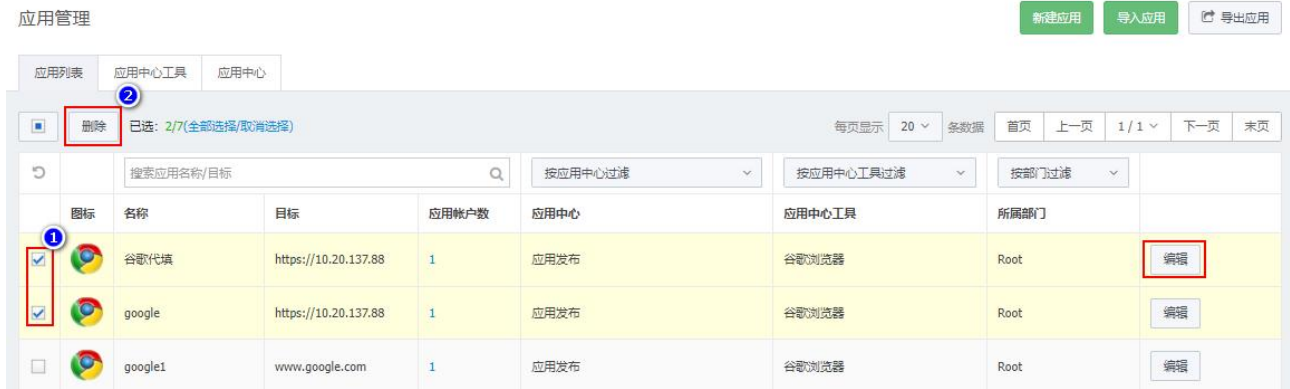 应用管理 新建应用 导入应用 导出应用
应用列表 应用中心工具 应用中心
2
删除 已选: 2/7(全部选择/取消选择) 每页显示 20 条数据 首页 上一页 1 / 1 下一页 末页
搜索应用名称/目标 按应用中心过滤 按应用中心工具过滤 按部门过滤
图标 名称 目标 应用帐户数 应用中心 应用中心工具 所属部门
1
谷歌代填 https://10.20.137.88 1 应用发布 谷歌浏览器 Root 编辑
google https://10.20.137.88 1 应用发布 谷歌浏览器 Root 编辑
google1 www.google.com 1 应用发布 谷歌浏览器 Root 编辑